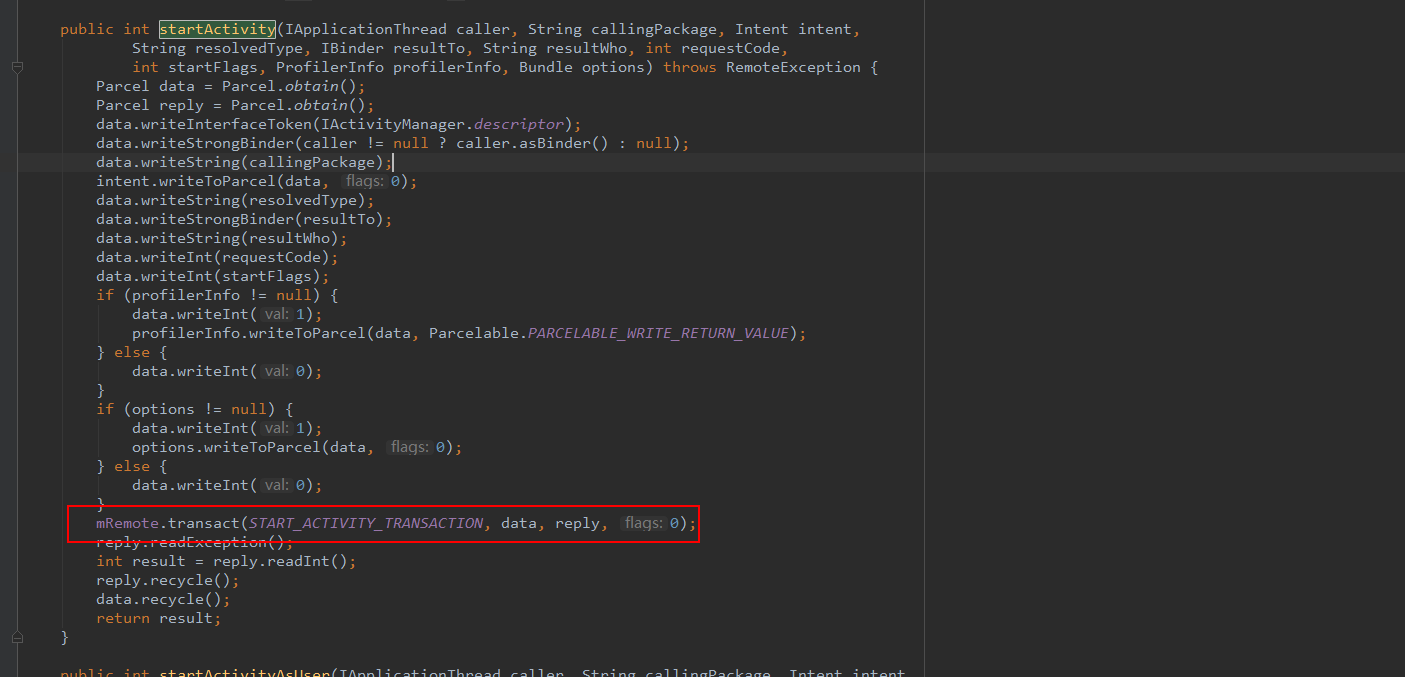 public int startActivity(IApplicationThread caller, String callingPackage, Intent intent,
String resolvedType, IBinder resultTo, String resultWho, int requestCode,
int startFlags, ProfilerInfo profilerInfo, Bundle options) throws RemoteException {
Parcel data = Parcel.obtain();
Parcel reply = Parcel.obtain();
data.writeInterfaceToken(IActivityManager.descriptor);
data.writeStrongBinder(caller != null ? caller.asBinder() : null);
data.writeString(callingPackage);
intent.writeToParcel(data, flags: 0);
data.writeString(resolvedType);
data.writeStrongBinder(resultTo);
data.writeString(resultWho);
data.writeInt(requestCode);
data.writeInt(startFlags);
if (profilerInfo != null) {
data.writeInt( val: 1);
profilerInfo.writeToParcel(data, Parcelable.PARCELABLE_WRITE_RETURN_VALUE);
} else {
data.writeInt( val: 0);
}
if (options != null) {
data.writeInt( val: 1);
options.writeToParcel(data, flags: 0);
} else {
data.writeInt( val: 0);
}
mRemote.transact(START_ACTIVITY_TRANSACTION, data, reply, flags: 0);
reply.readException();
int result = reply.readInt();
reply.recycle();
data.recycle();
return result;
}
public int startActivityAsUser(IApplicationThread caller, String callingPackage, Intent intent